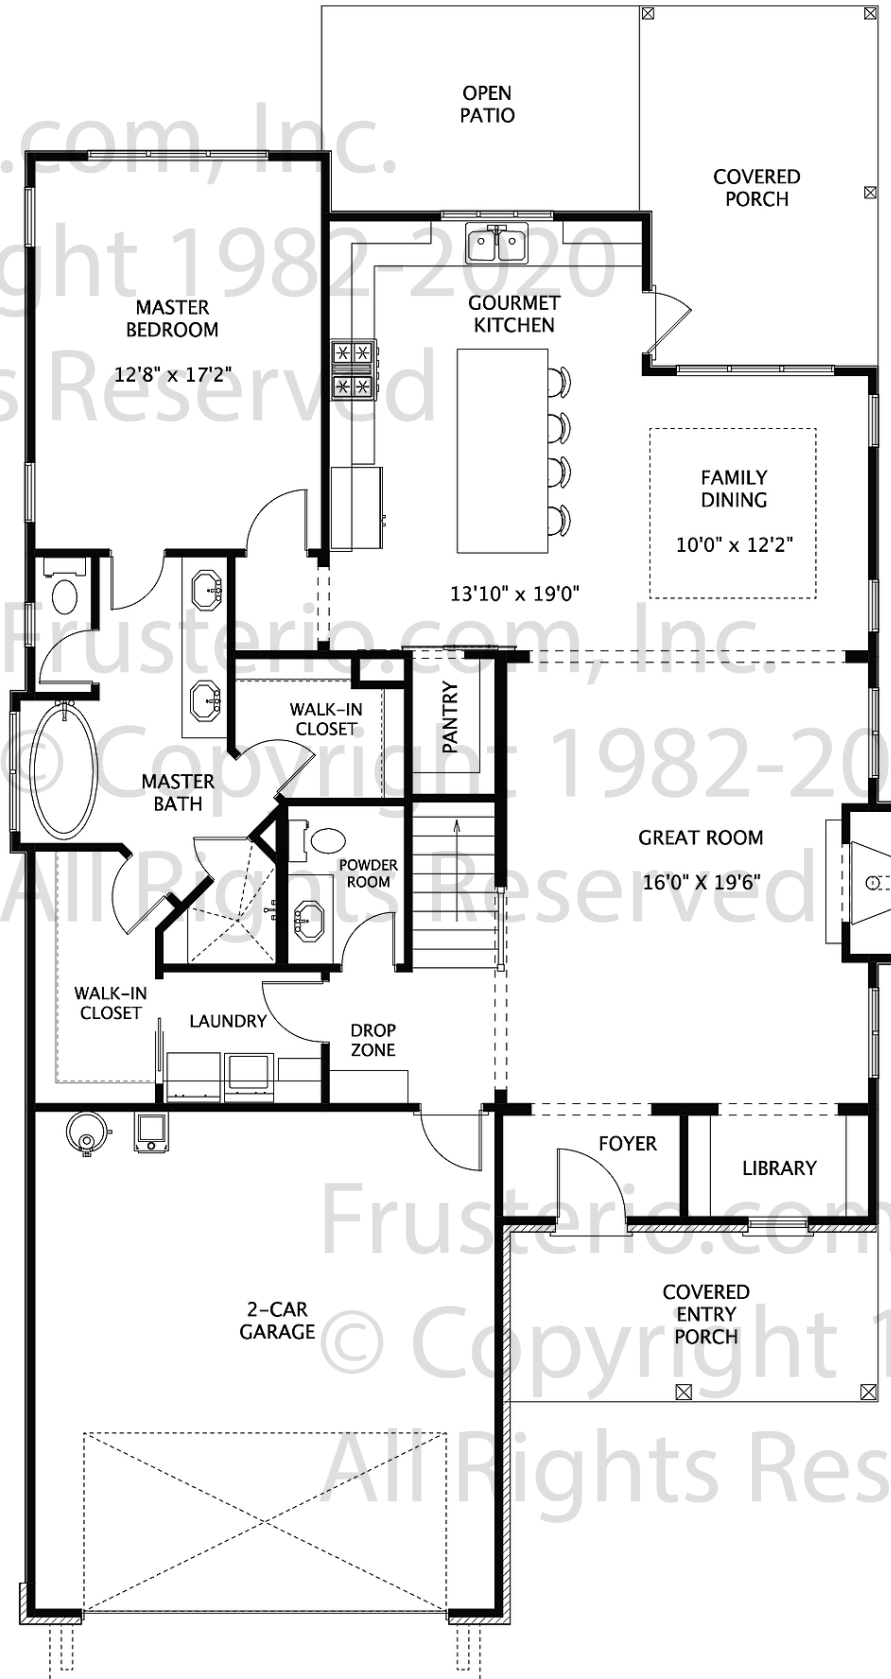 OPEN
PATIO
.com, Inc.
COVERED
PORCH
ght 1982-2020
MASTER
BEDROOM
12'8" x 17'2"
GOURMET
KITCHEN
s Reserved
FAMILY
DINING
10'0" x 12'2"
13'10" x 19'0"
Frusterio.com, Inc.
WALK-IN
CLOSET
PANTRY
© Copyright 1982-20
MASTER
BATH
GREAT ROOM
16'0" X 19'6"
POWDER
ROOM
All Rights Reserved
WALK-IN
CLOSET
LAUNDRY
DROP
ZONE
FOYER
LIBRARY
Frusterio.com
COVERED
ENTRY
PORCH
2-CAR
GARAGE
© Copyright 1
All Rights Res